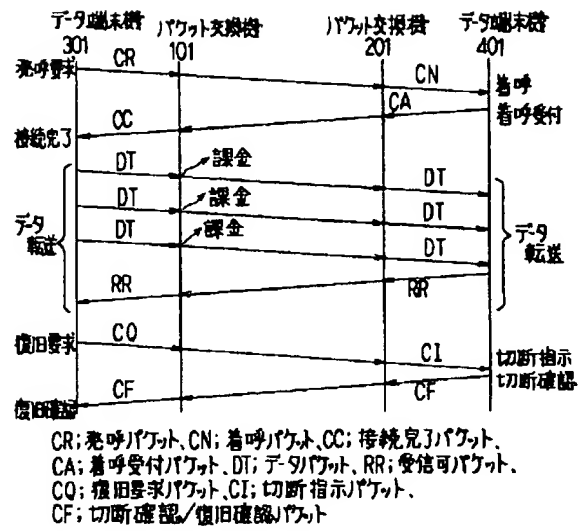 データ端末機 パケット交換機 パケット交換機 データ端末機
301 101 201 401
発呼要求 CR CN 着呼
CA 着呼受付
接続完了 CC
DT 課金 DT
DT 課金 DT
DT 課金 DT
データ転送 データ転送
RR RR
復旧要求 CQ CI 切断指示
復旧確認 CF CF 切断確認
CR;発呼パケット、CN;着呼パケット、CC;接続完了パケット、
CA;着呼受付パケット、DT;データパケット、RR;受信可パケット、
CQ;復旧要求パケット、CI;切断指示パケット、
CF;切断確認/復旧確認パケット